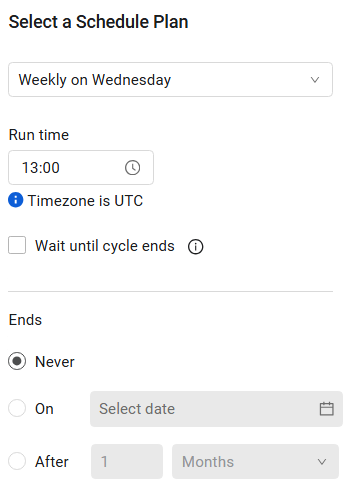 Select a Schedule Plan
Weekly on Wednesday
Run time
13:00
Timezone is UTC
Wait until cycle ends
Ends
Never
On Select date
After 1 Months